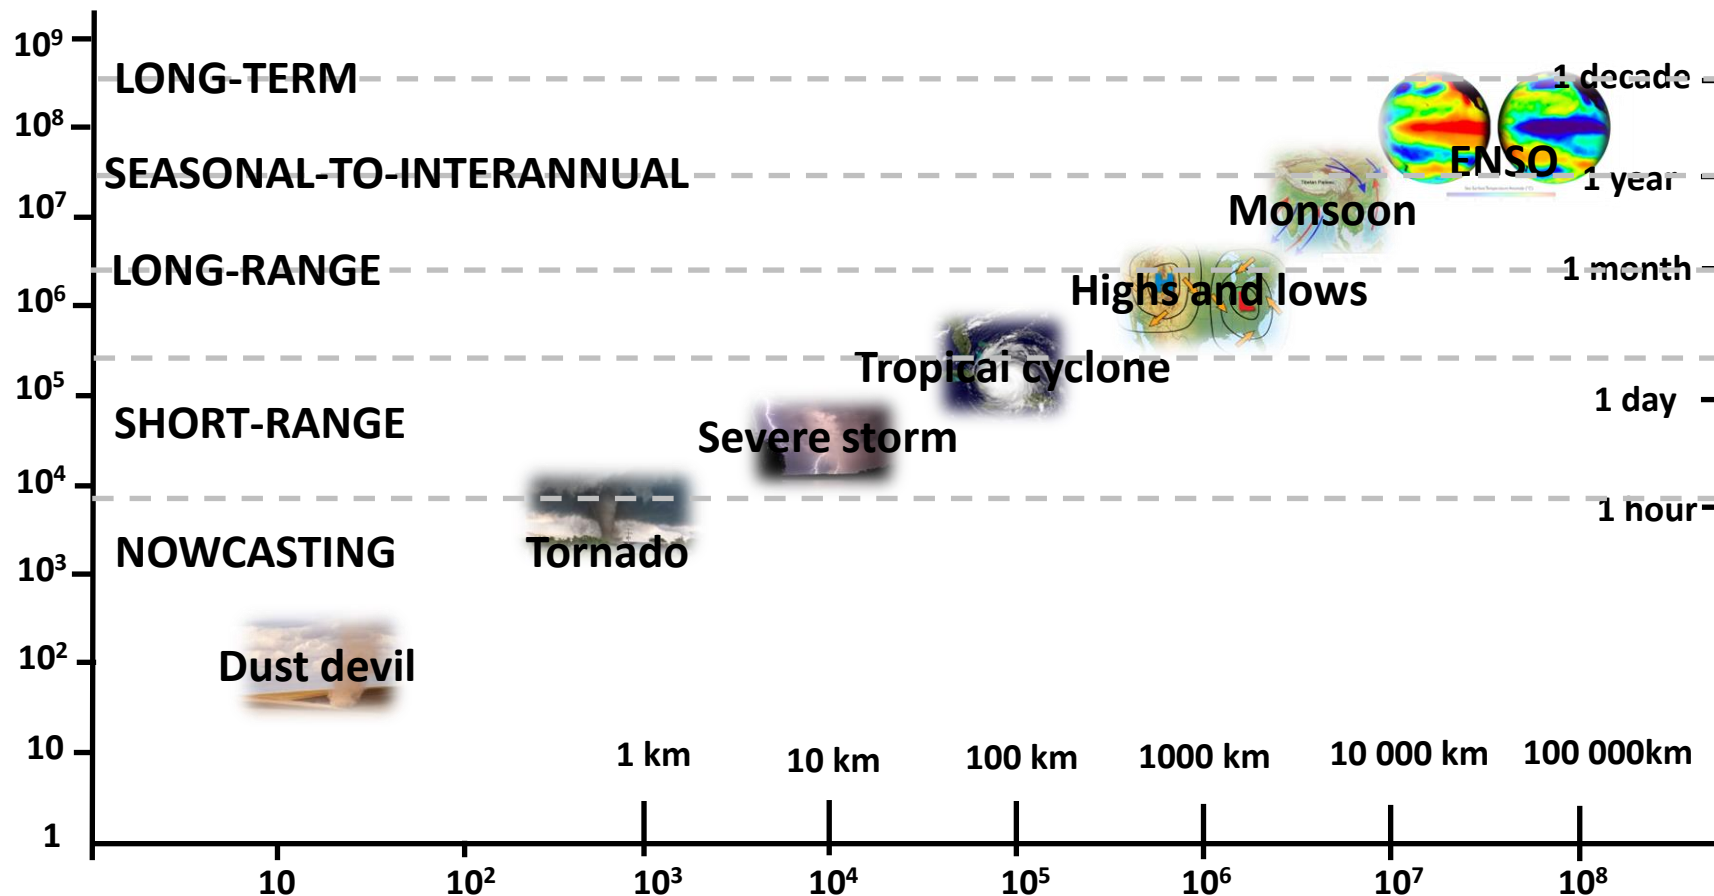 10⁹
LONG-TERM
1 decade
10⁸
ENSO
SEASONAL-TO-INTERANNUAL
1 year
10⁷
Monsoon
LONG-RANGE
1 month
10⁶
Highs and lows
Tropical cyclone
10⁵
1 day
SHORT-RANGE
Severe storm
10⁴
1 hour
NOWCASTING
Tornado
10³
10²
Dust devil
10
1 km
10 km
100 km
1000 km
10 000 km
100 000km
1
10
10²
10³
10⁴
10⁵
10⁶
10⁷
10⁸